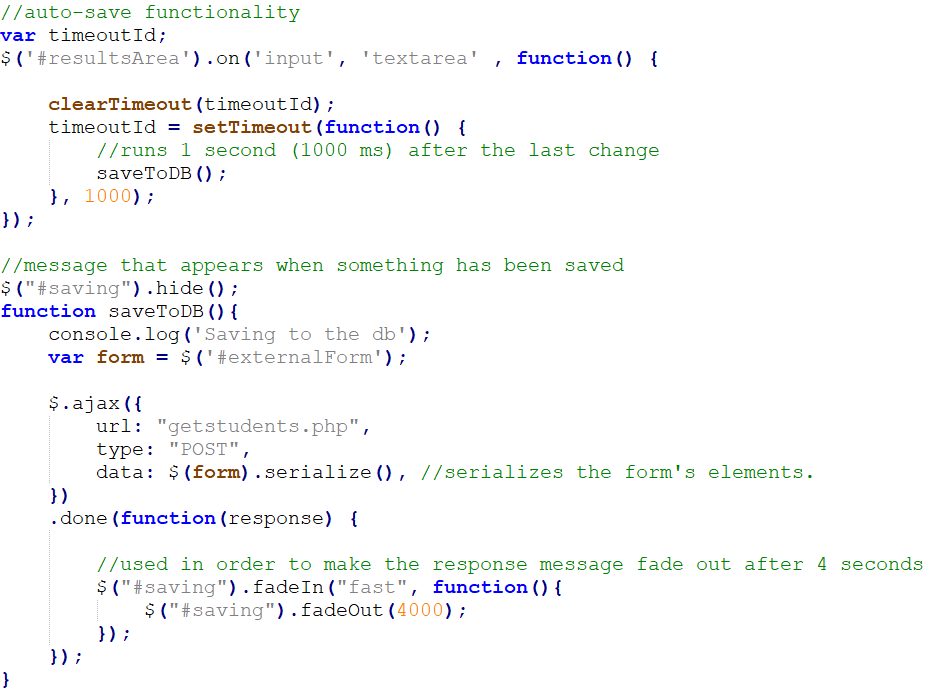 //auto-save functionality
var timeoutId;
$('#resultsArea').on('input', 'textarea' , function() {
    clearTimeout(timeoutId);
    timeoutId = setTimeout(function() {
        //runs 1 second (1000 ms) after the last change
        saveToDB();
    }, 1000);
});
//message that appears when something has been saved
$("#saving").hide();
function saveToDB(){
    console.log('Saving to the db');
    var form = $('#externalForm');
    $.ajax({
        url: "getstudents.php",
        type: "POST",
        data: $(form).serialize(), //serializes the form's elements.
    })
    .done(function(response) {
        //used in order to make the response message fade out after 4 seconds
        $("#saving").fadeIn("fast", function(){
            $("#saving").fadeOut(4000);
        });
    });
}